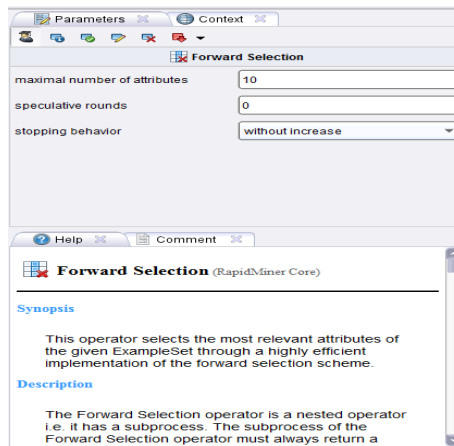 Parameters Context
Forward Selection
maximal number of attributes 10
speculative rounds 0
stopping behavior without increase
Help Comment
Forward Selection (RapidMiner Core)
Synopsis
This operator selects the most relevant attributes of
the given ExampleSet through a highly efficient
implementation of the forward selection scheme.
Description
The Forward Selection operator is a nested operator
i.e. it has a subprocess. The subprocess of the
Forward Selection operator must always return a